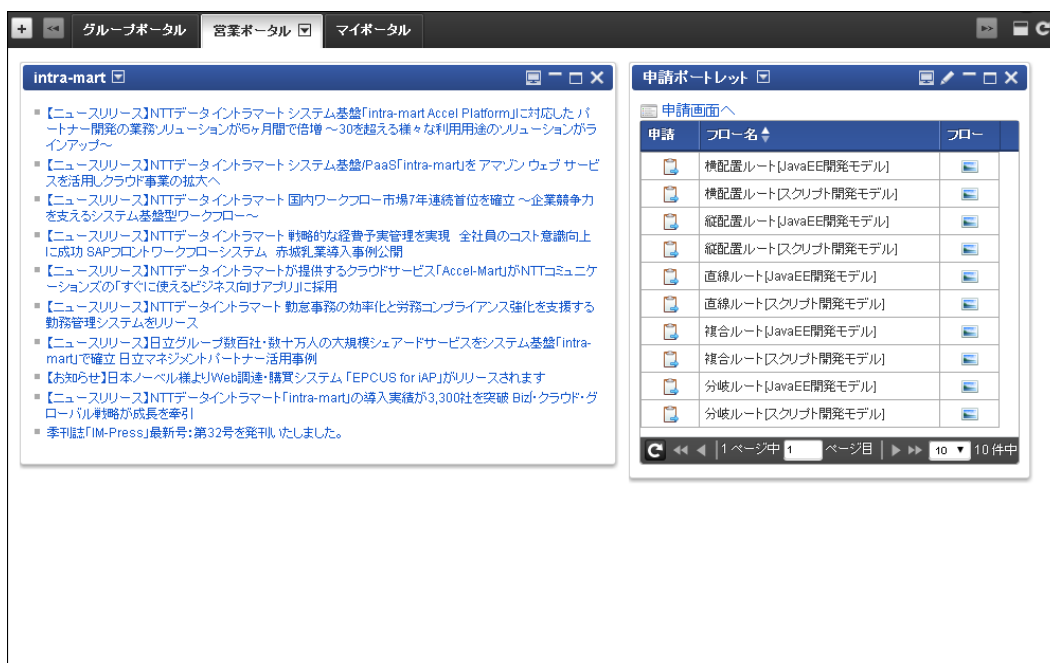 グループポータル 営業ポータル マイポータル
intra-mart
【ニュースリリース】NTTデータイントラマート システム基盤「intra-mart Accel Platform」に対応した パ
ートナー開発の業務ソリューションが5ヶ月間で倍増 ～30を超える様々な利用用途のソリューションがラ
インアップ～
【ニュースリリース】NTTデータイントラマート システム基盤/PaaS「intra-mart」を アマゾン ウェブ サービ
スを活用しクラウド事業の拡大へ
【ニュースリリース】NTTデータイントラマート 国内ワークフロー市場7年連続首位を確立 ～企業競争力
を支えるシステム基盤型ワークフロー～
【ニュースリリース】NTTデータイントラマート 戦略的な経費予実管理を実現 全社員のコスト意識向上
に成功 SAPフロントワークフローシステム 赤城乳業導入事例公開
【ニュースリリース】NTTデータイントラマートが提供するクラウドサービス「Accel-Mart」がNTTコミュニケ
ーションズの「すぐに使えるビジネス向けアプリ」に採用
【ニュースリリース】NTTデータイントラマート 勤怠事務の効率化と労務コンプライアンス強化を支援する
勤務管理システムをリリース
【ニュースリリース】日立グループ数百社・数十万人の大規模シェアードサービスをシステム基盤「intra-
mart」で確立 日立マネジメントパートナー活用事例
【お知らせ】日本ノーベル様よりWeb調達・購買システム 「EPCUS for iAP」がリリースされます
【ニュースリリース】NTTデータイントラマート「intra-mart」の導入実績が3,300社を突破 Biz∫・クラウド・グ
ローバル戦略が成長を牽引
季刊誌「IM-Press」最新号：第32号を発刊いたしました。
申請ポートレット
申請画面へ
申請 フロー名 フロー
横配置ルート[JavaEE開発モデル]
横配置ルート[スクリプト開発モデル]
縦配置ルート[JavaEE開発モデル]
縦配置ルート[スクリプト開発モデル]
直線ルート[JavaEE開発モデル]
直線ルート[スクリプト開発モデル]
複合ルート[JavaEE開発モデル]
複合ルート[スクリプト開発モデル]
分岐ルート[JavaEE開発モデル]
分岐ルート[スクリプト開発モデル]
1 ページ中 1 ページ目 10 10 件中